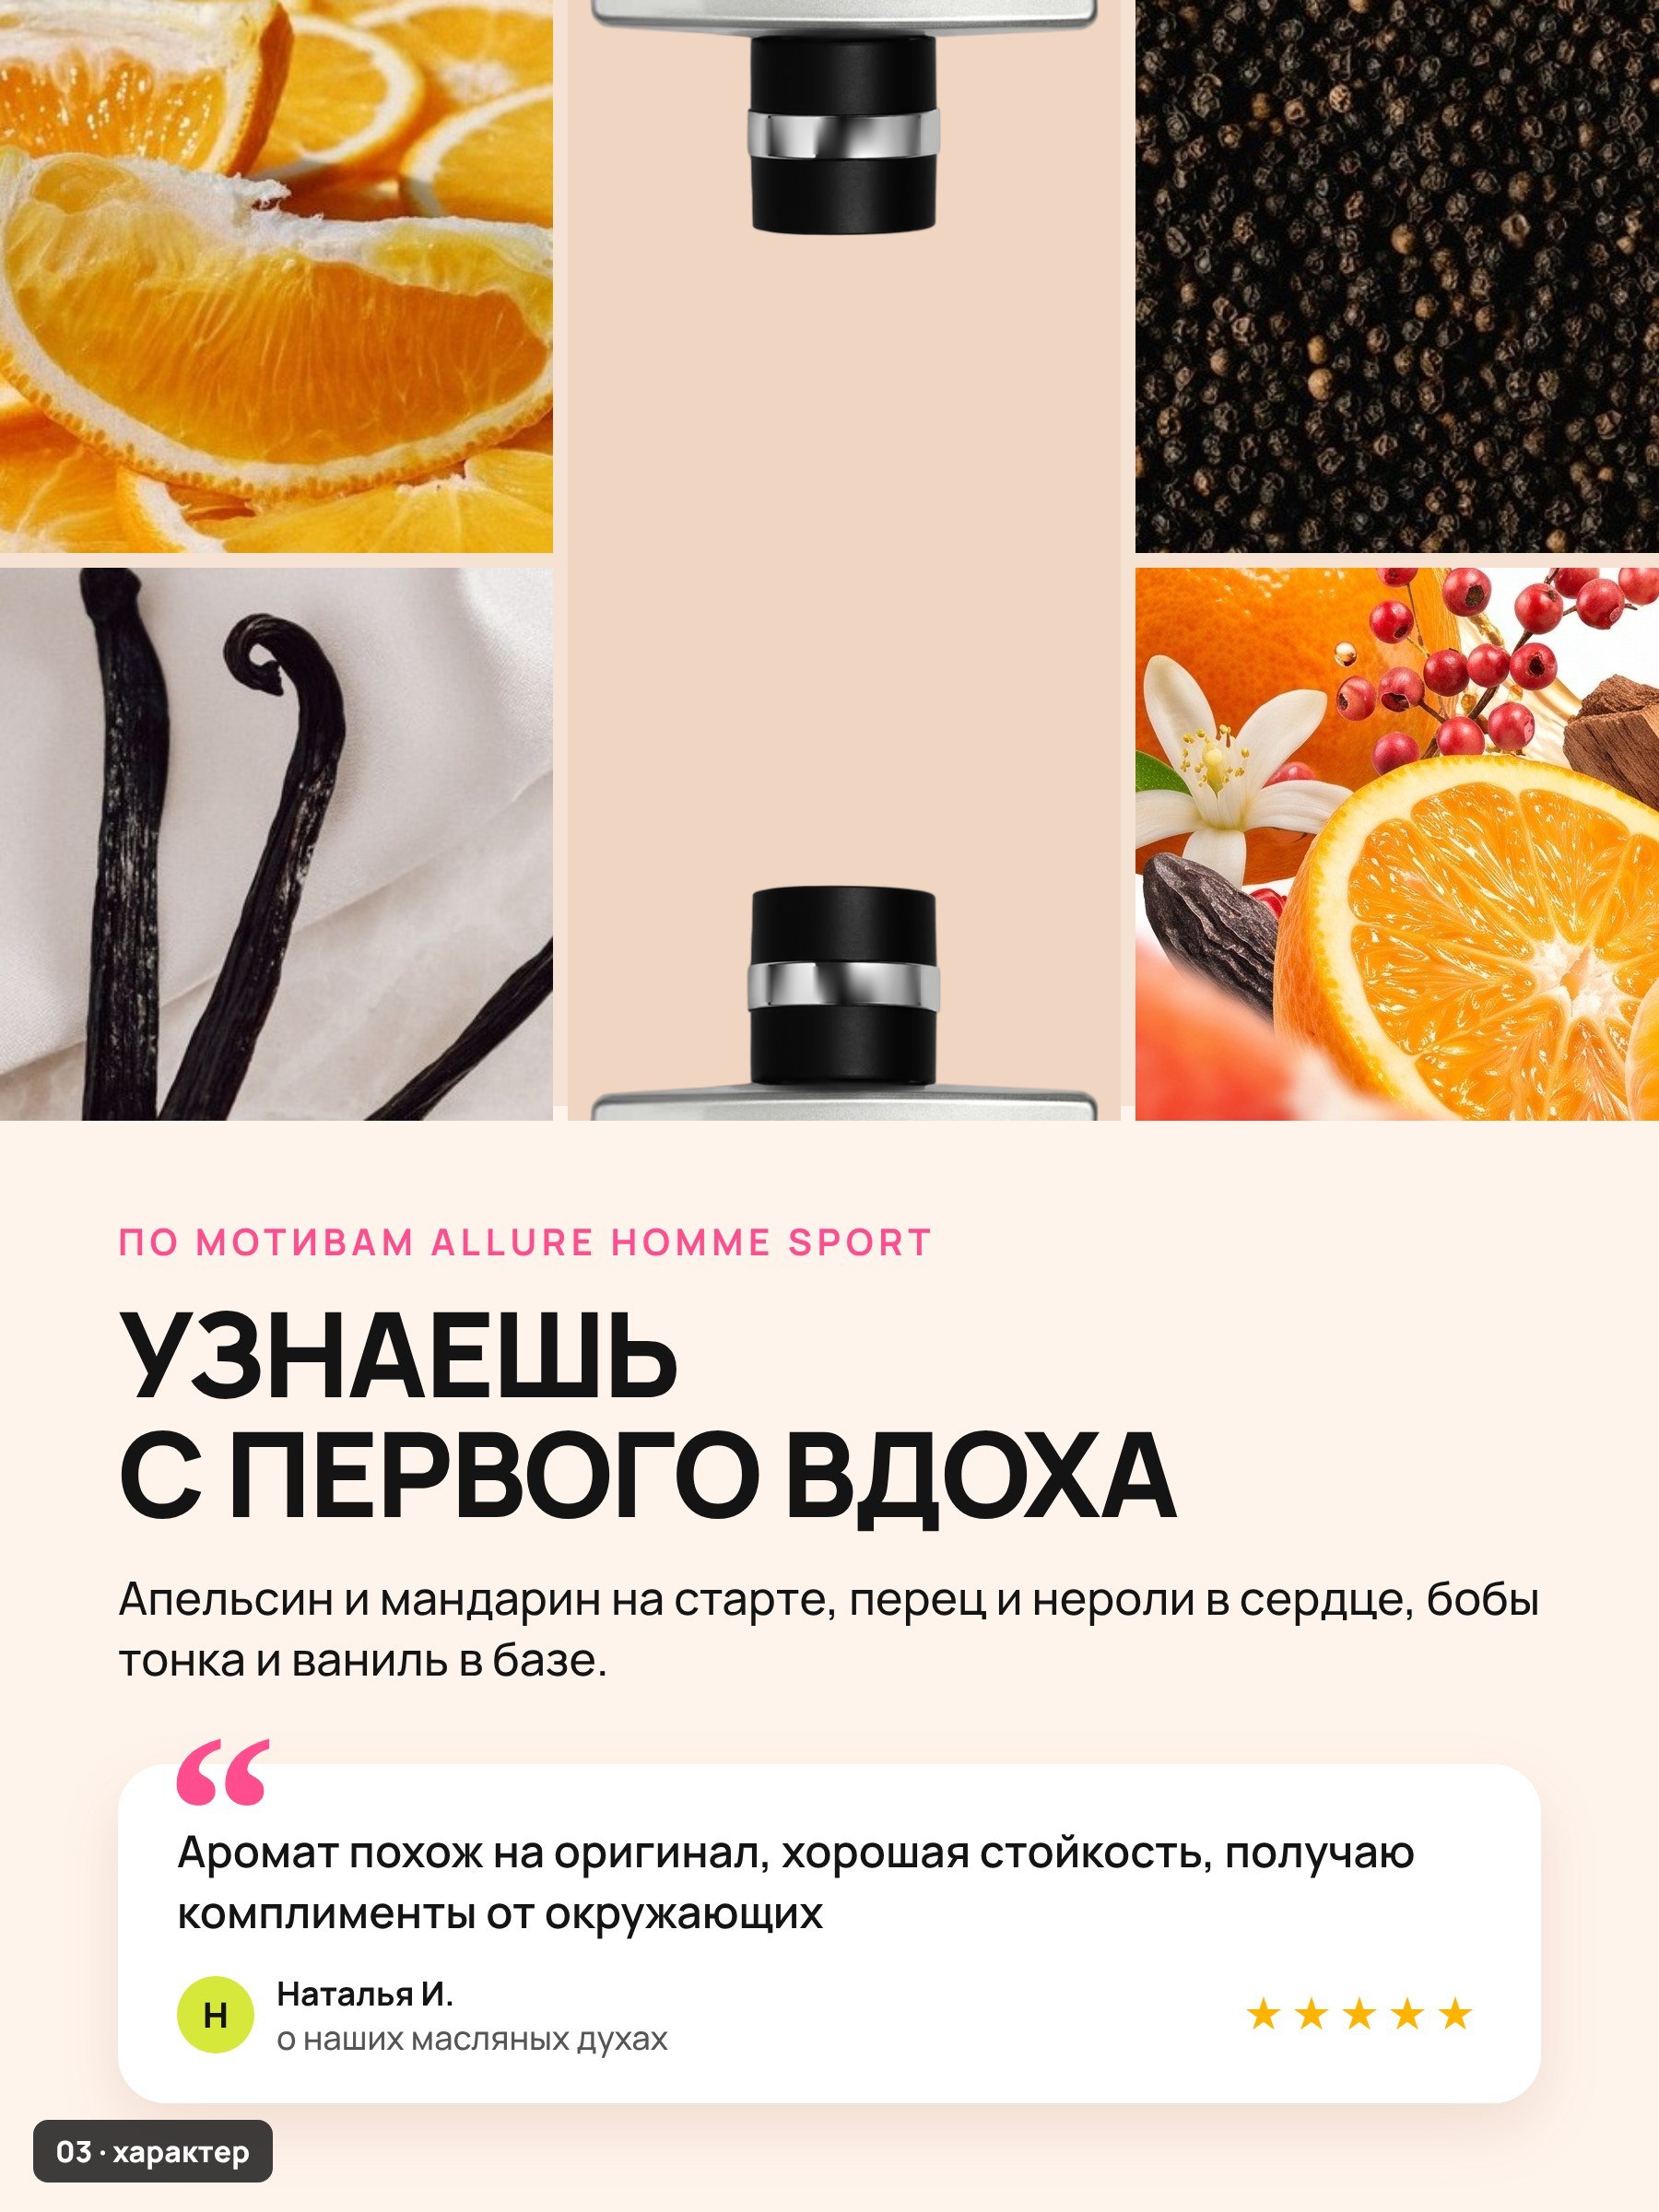 ПО МОТИВАМ ALLURE HOMME SPORT
УЗНАЕШЬ
С ПЕРВОГО ВДОХА
Апельсин и мандарин на старте, перец и нероли в сердце, бобы
тонка и ваниль в базе.
“
Аромат похож на оригинал, хорошая стойкость, получаю
комплименты от окружающих
Н
Наталья И.
о наших масляных духах
★★★★★
03 · характер